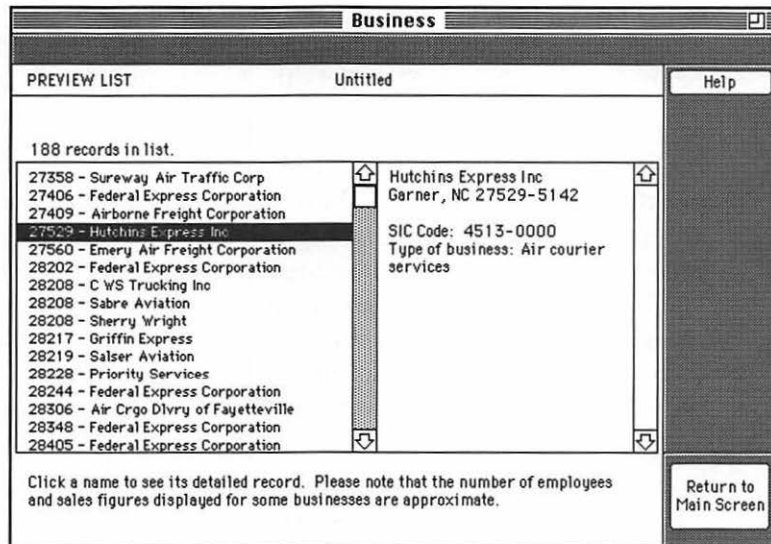 Business
PREVIEW LIST
Untitled
Help
188 records in list.
27358 - Sureway Air Traffic Corp
27406 - Federal Express Corporation
27409 - Airborne Freight Corporation
27529 - Hutchins Express Inc
27560 - Emery Air Freight Corporation
28202 - Federal Express Corporation
28208 - C WS Trucking Inc
28208 - Sabre Aviation
28208 - Sherry Wright
28217 - Griffin Express
28219 - Salser Aviation
28228 - Priority Services
28244 - Federal Express Corporation
28306 - Air Crgo Dlvry of Fayetteville
28348 - Federal Express Corporation
28405 - Federal Express Corporation
Hutchins Express Inc
Garner, NC 27529-5142
SIC Code: 4513-0000
Type of business: Air courier
services
Click a name to see its detailed record. Please note that the number of employees
and sales figures displayed for some businesses are approximate.
Return to
Main Screen